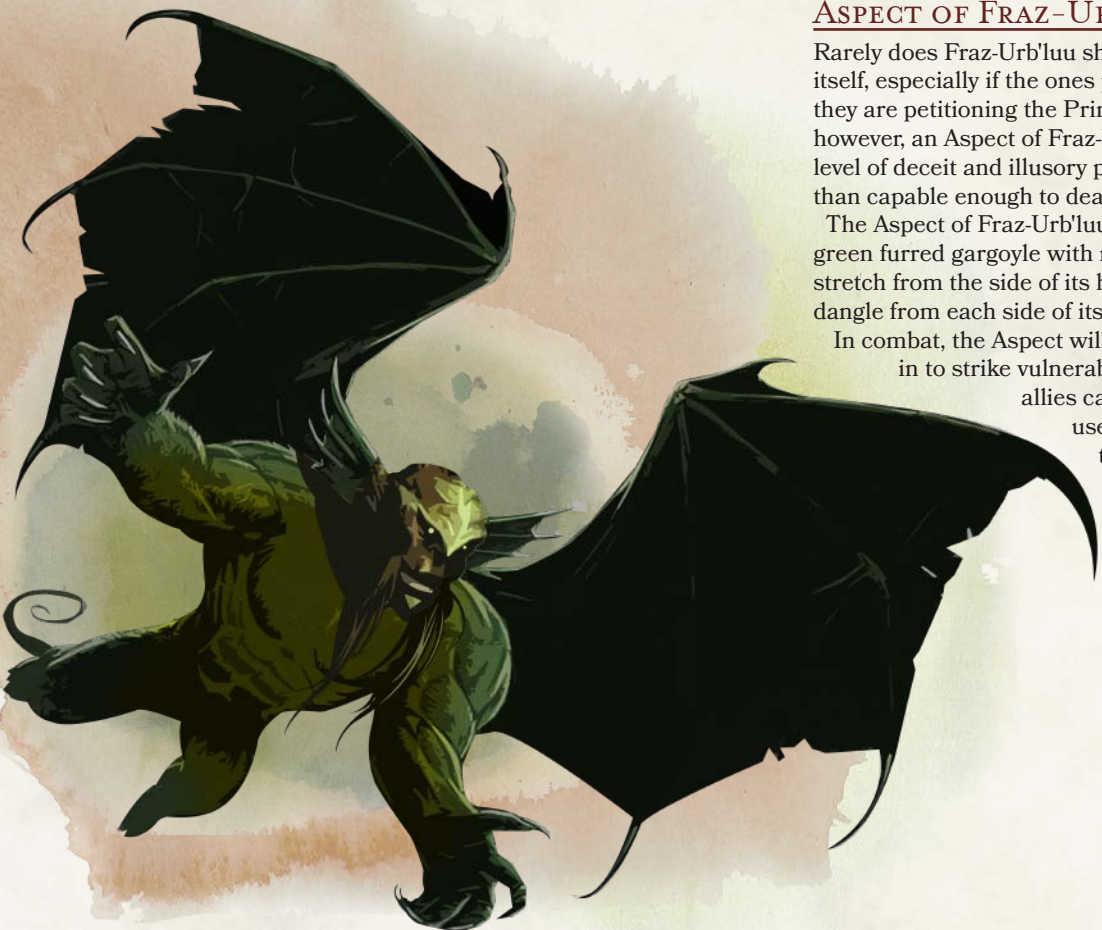 ASPECT OF FRAZ-UR
Rarely does Fraz-Urb'luu sh
itself, especially if the ones
they are petitioning the Prin
however, an Aspect of Fraz-
level of deceit and illusory p
than capable enough to dea
The Aspect of Fraz-Urb'luu
green furred gargoyle with
stretch from the side of its h
dangle from each side of its
In combat, the Aspect will
in to strike vulnerab
allies ca
use
t